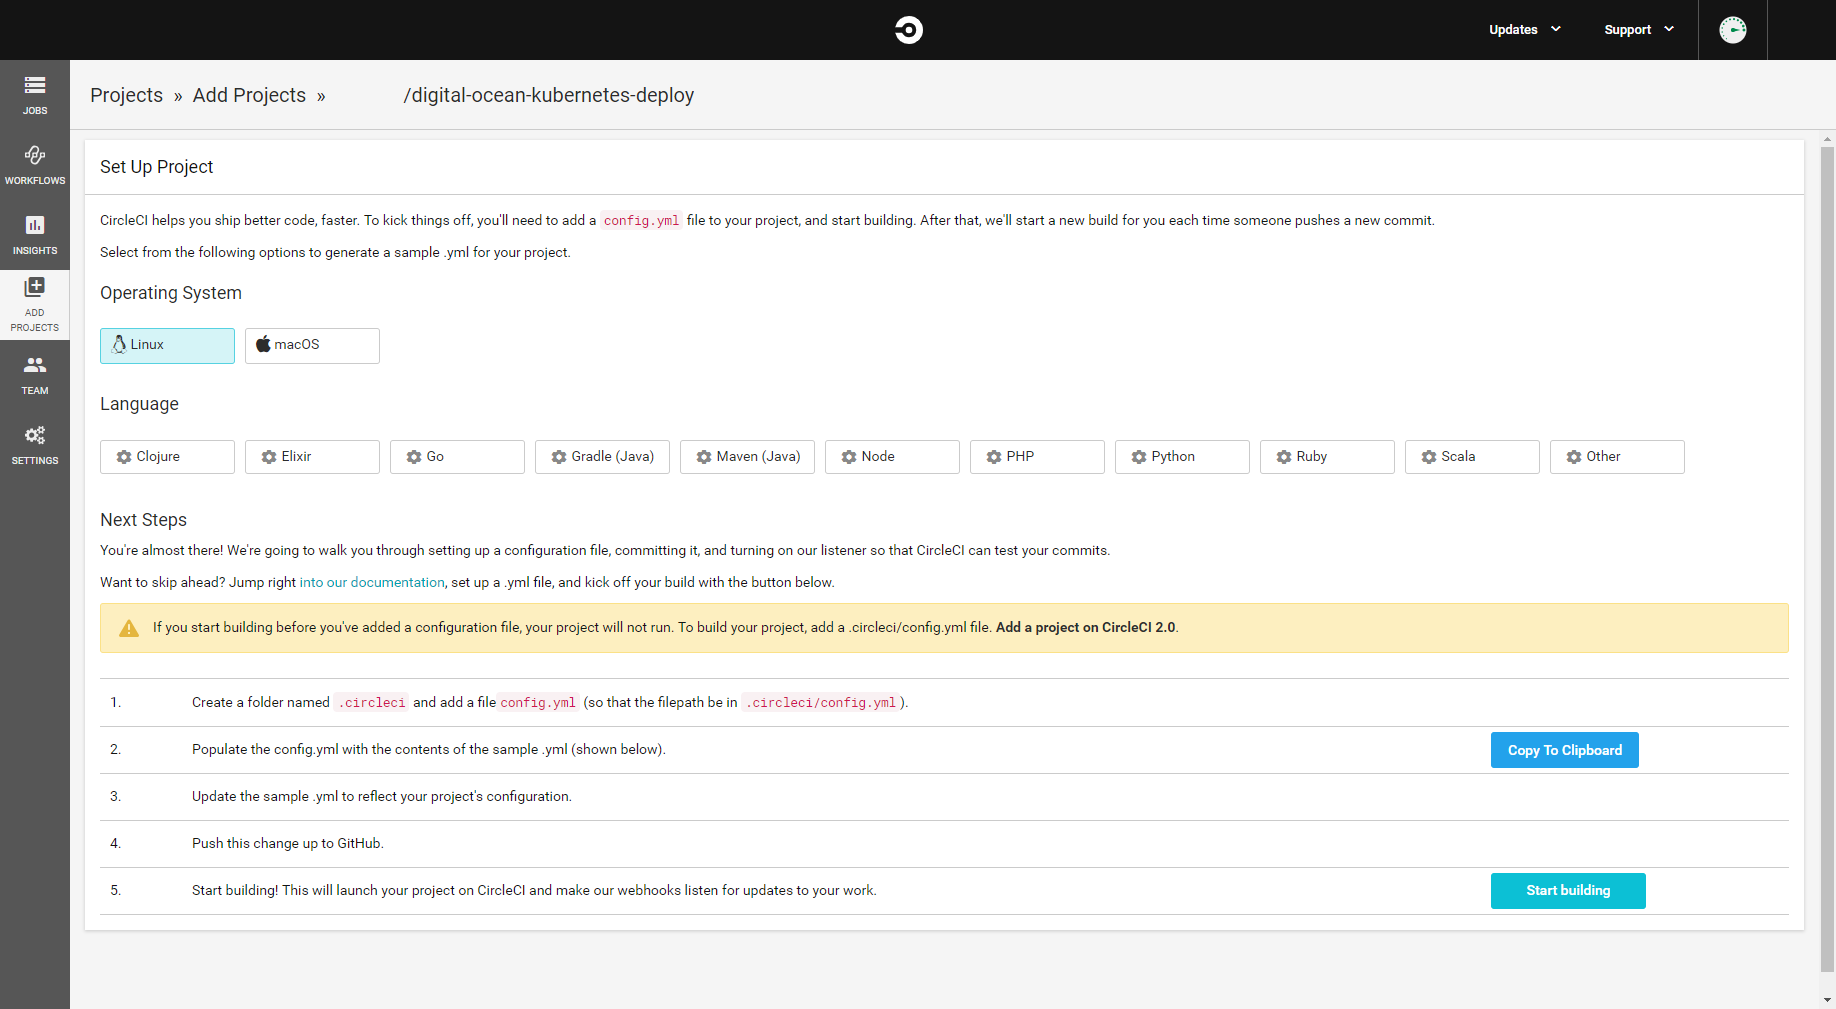 Updates
Support
JOBS
WORKFLOWS
INSIGHTS
ADD
PROJECTS
TEAM
SETTINGS
Projects » Add Projects » /digital-ocean-kubernetes-deploy
Set Up Project
CircleCI helps you ship better code, faster. To kick things off, you'll need to add a config.yml file to your project, and start building. After that, we'll start a new build for you each time someone pushes a new commit.
Select from the following options to generate a sample .yml for your project.
Operating System
Linux
macOS
Language
Clojure
Elixir
Go
Gradle (Java)
Maven (Java)
Node
PHP
Python
Ruby
Scala
Other
Next Steps
You're almost there! We're going to walk you through setting up a configuration file, committing it, and turning on our listener so that CircleCI can test your commits.
Want to skip ahead? Jump right into our documentation, set up a .yml file, and kick off your build with the button below.
If you start building before you've added a configuration file, your project will not run. To build your project, add a .circleci/config.yml file. Add a project on CircleCI 2.0.
1. Create a folder named .circleci and add a file config.yml (so that the filepath be in .circleci/config.yml).
2. Populate the config.yml with the contents of the sample .yml (shown below).
Copy To Clipboard
3. Update the sample .yml to reflect your project's configuration.
4. Push this change up to GitHub.
5. Start building! This will launch your project on CircleCI and make our webhooks listen for updates to your work.
Start building